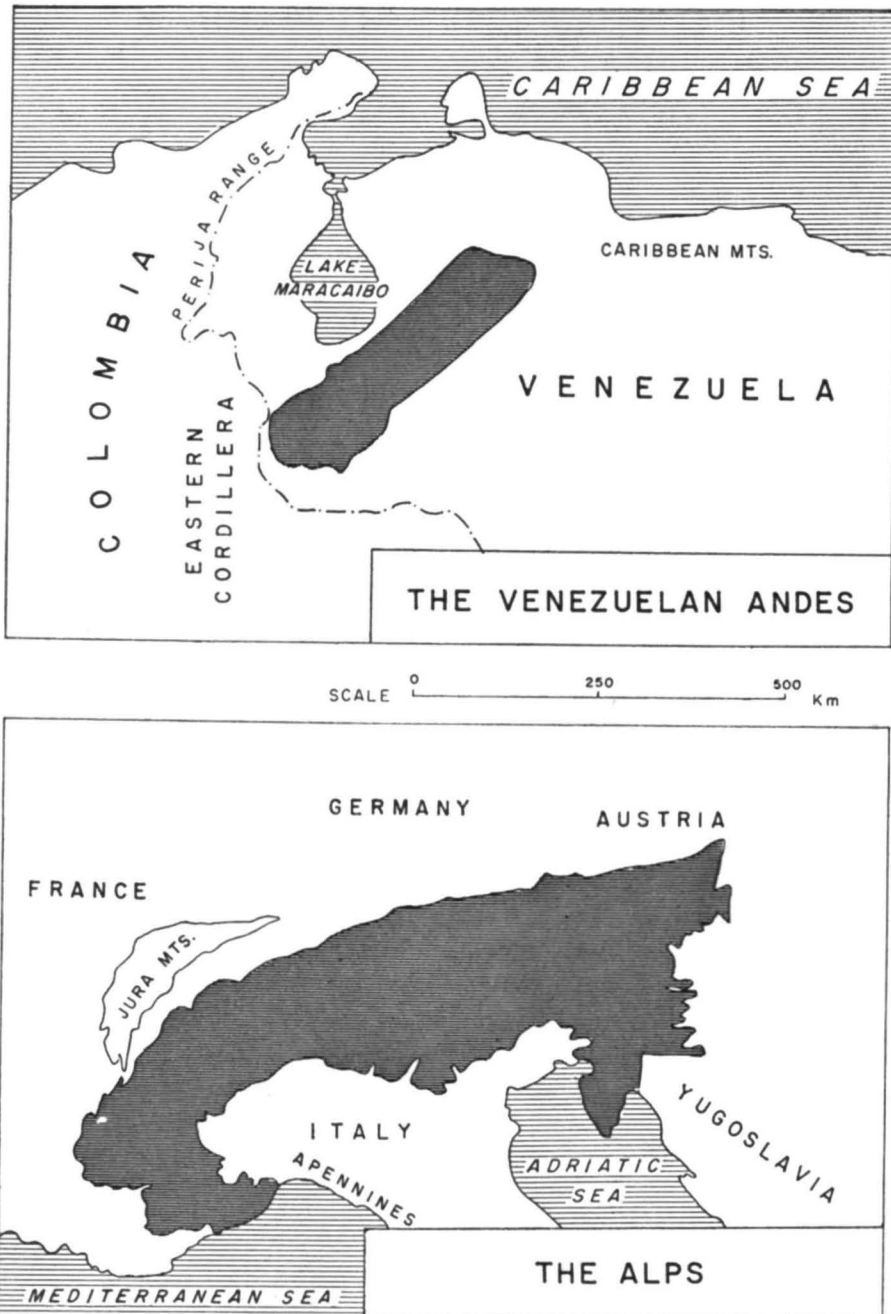 CARIBBEAN SEA
PERIJA RANGE
CARIBBEAN MTS.
LAKE
MARACAIBO
COLOMBIA
VENEZUELA
EASTERN
CORDILLERA
THE VENEZUELAN ANDES
SCALE 0 250 500 Km
GERMANY
AUSTRIA
FRANCE
JURA MTS.
ITALY
YUGOSLAVIA
APENNINES
ADRIATIC
SEA
THE ALPS
MEDITERRANEAN SEA